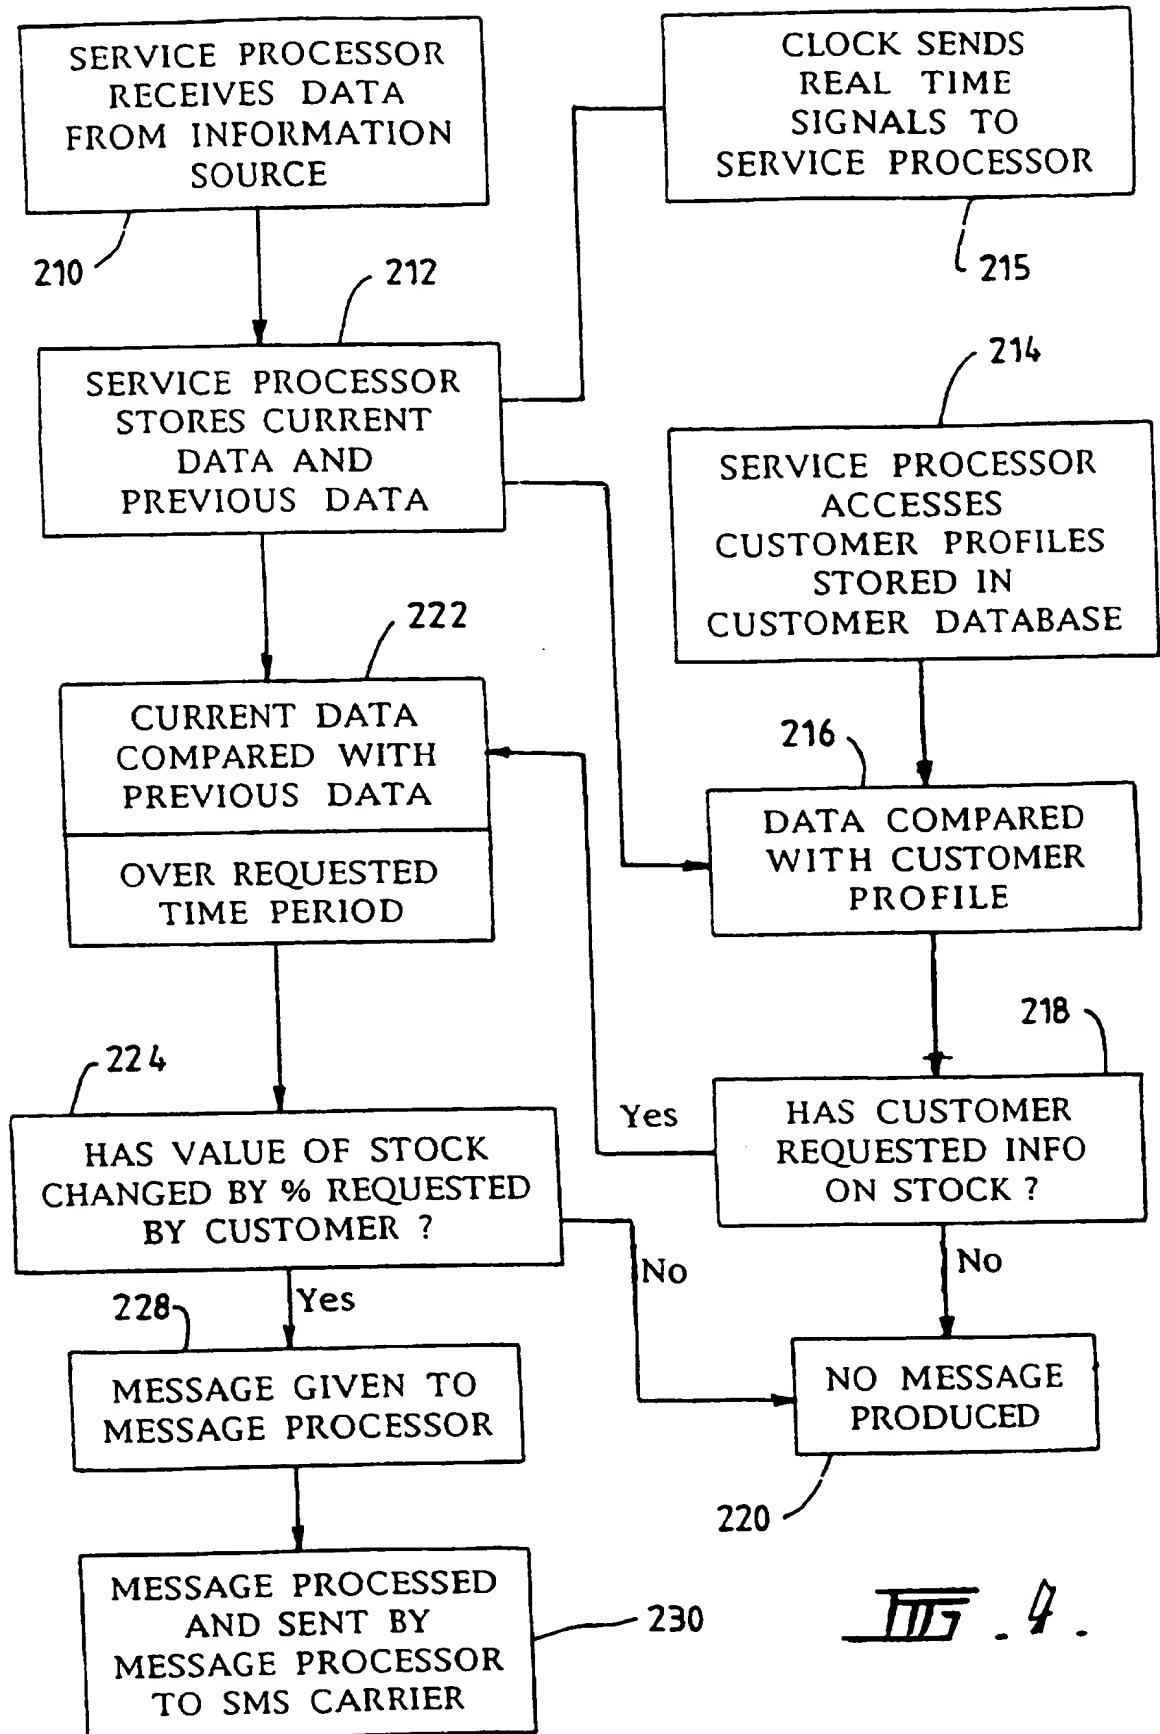 SERVICE PROCESSOR
RECEIVES DATA
FROM INFORMATION
SOURCE
210
CLOCK SENDS
REAL TIME
SIGNALS TO
SERVICE PROCESSOR
215
212
SERVICE PROCESSOR
STORES CURRENT
DATA AND
PREVIOUS DATA
214
SERVICE PROCESSOR
ACCESSES
CUSTOMER PROFILES
STORED IN
CUSTOMER DATABASE
222
CURRENT DATA
COMPARED WITH
PREVIOUS DATA
OVER REQUESTED
TIME PERIOD
216
DATA COMPARED
WITH CUSTOMER
PROFILE
218
HAS CUSTOMER
REQUESTED INFO
ON STOCK ?
Yes
No
224
HAS VALUE OF STOCK
CHANGED BY % REQUESTED
BY CUSTOMER ?
No
Yes
228
MESSAGE GIVEN TO
MESSAGE PROCESSOR
NO MESSAGE
PRODUCED
220
MESSAGE PROCESSED
AND SENT BY
MESSAGE PROCESSOR
TO SMS CARRIER
230
FIG. 9.